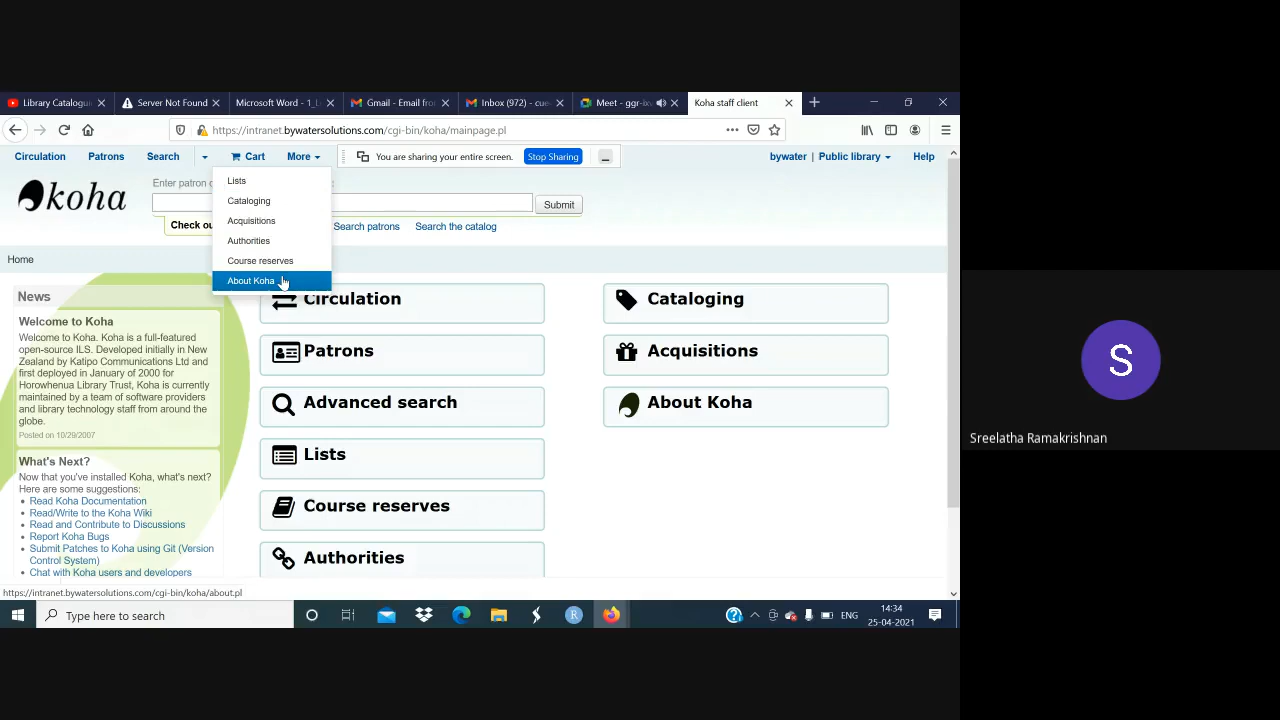 Library Catalogu
Server Not Found
Microsoft Word - 1_L
Gmail - Email fro
Inbox (972) - cue
Meet - ggr-ix
Koha staff client
https://intranet.bywatersolutions.com/cgi-bin/koha/mainpage.pl
Circulation
Patrons
Search
Cart
More
You are sharing your entire screen.
Stop Sharing
bywater | Public library
Help
koha
Enter patron c
Submit
Check ou
Search patrons
Search the catalog
Lists
Cataloging
Acquisitions
Authorities
Course reserves
About Koha
Home
News
Welcome to Koha
Welcome to Koha. Koha is a full-featured
open-source ILS. Developed initially in New
Zealand by Katipo Communications Ltd and
first deployed in January of 2000 for
Horowhenua Library Trust, Koha is currently
maintained by a team of software providers
and library technology staff from around the
globe.
Posted on 10/29/2007
What's Next?
Now that you've installed Koha, what's next?
Here are some suggestions:
Read Koha Documentation
Read/Write to the Koha Wiki
Read and Contribute to Discussions
Report Koha Bugs
Submit Patches to Koha using Git (Version
Control System)
Chat with Koha users and developers
Circulation
Patrons
Advanced search
Lists
Course reserves
Authorities
Cataloging
Acquisitions
About Koha
https://intranet.bywatersolutions.com/cgi-bin/koha/about.pl
Type here to search
ENG
14:34
25-04-2021
S
Sreelatha Ramakrishnan